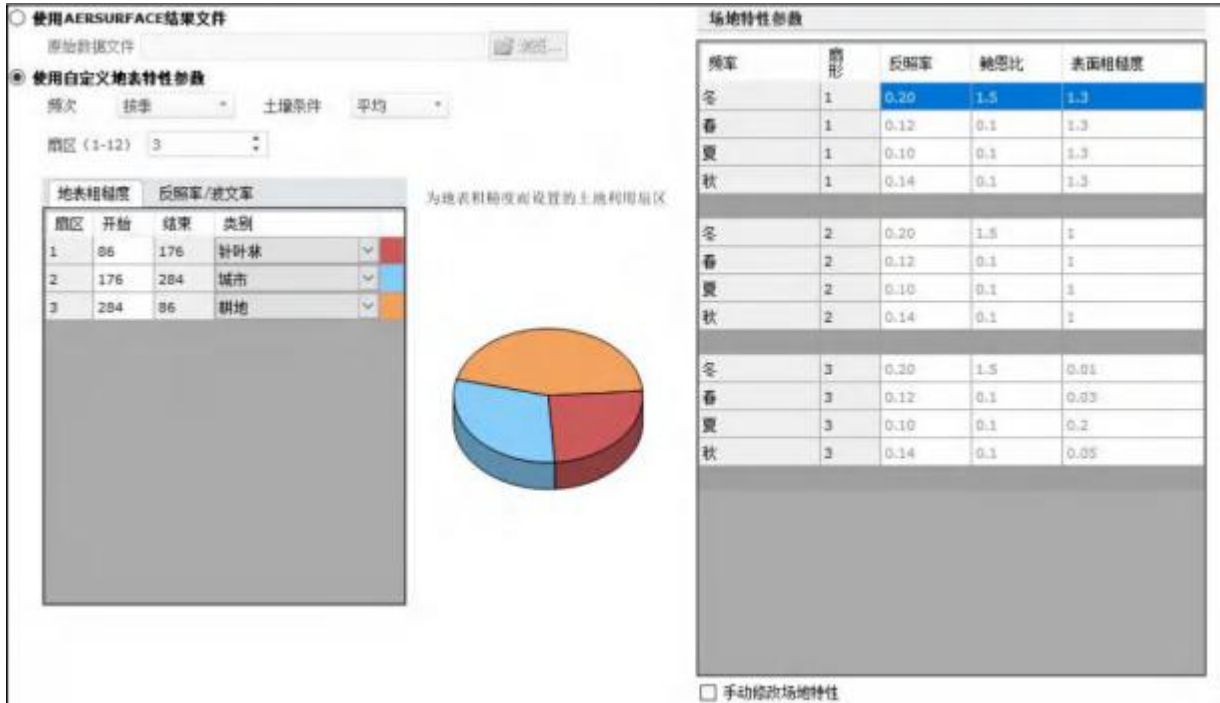 使用AERSURFACE结果文件
原始数据文件 浏览...
使用自定义地表特性参数
频次 按季 土壤条件 平均
扇区 (1-12) 3
地表粗糙度 反照率/波文率
扇区 开始 结束 类别
1 86 176 针叶林
2 176 284 城市
3 284 86 耕地
为地表粗糙度而设置的土地利用扇区
场地特性参数
频率 扇形 反照率 鲍恩比 表面粗糙度
冬 1 0.20 1.5 1.3
春 1 0.12 0.1 1.3
夏 1 0.10 0.1 1.3
秋 1 0.14 0.1 1.3
冬 2 0.20 1.5 1
春 2 0.12 0.1 1
夏 2 0.10 0.1 1
秋 2 0.14 0.1 1
冬 3 0.20 1.5 0.01
春 3 0.12 0.1 0.03
夏 3 0.10 0.1 0.2
秋 3 0.14 0.1 0.05
手动修改场地特性